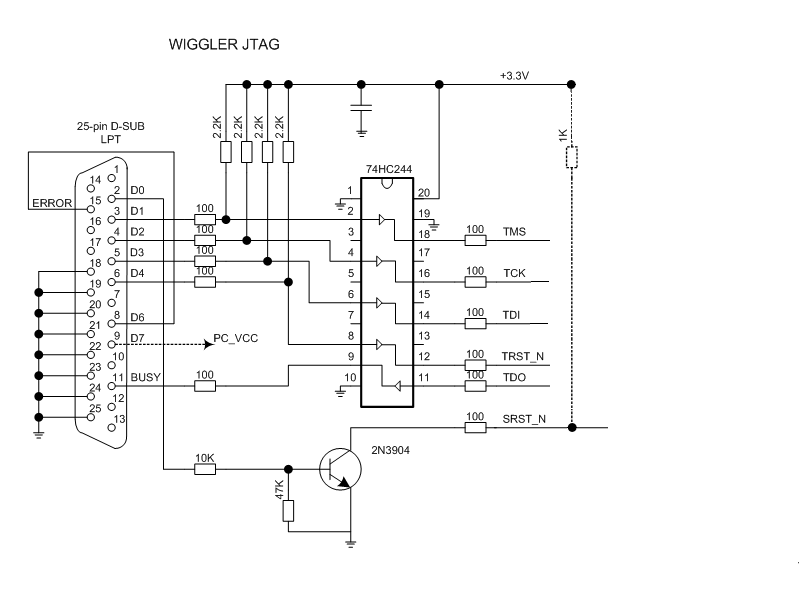 WIGGLER JTAG
+3.3V
25-pin D-SUB
LPT
2.2K
2.2K
2.2K
2.2K
1K
74HC244
1
14
2 D0
15
ERROR
3 D1
16
4 D2
17
5 D3
18
6 D4
19
7
20
8 D6
21
9 D7
22
PC_VCC
10
23
11 BUSY
24
12
25
13
100
100
100
100
100
10K
47K
1
2
3
4
5
6
7
8
9
10
20
19
18
17
16
15
14
13
12
11
100 TMS
100 TCK
100 TDI
100 TRST_N
100 TDO
100 SRST_N
2N3904